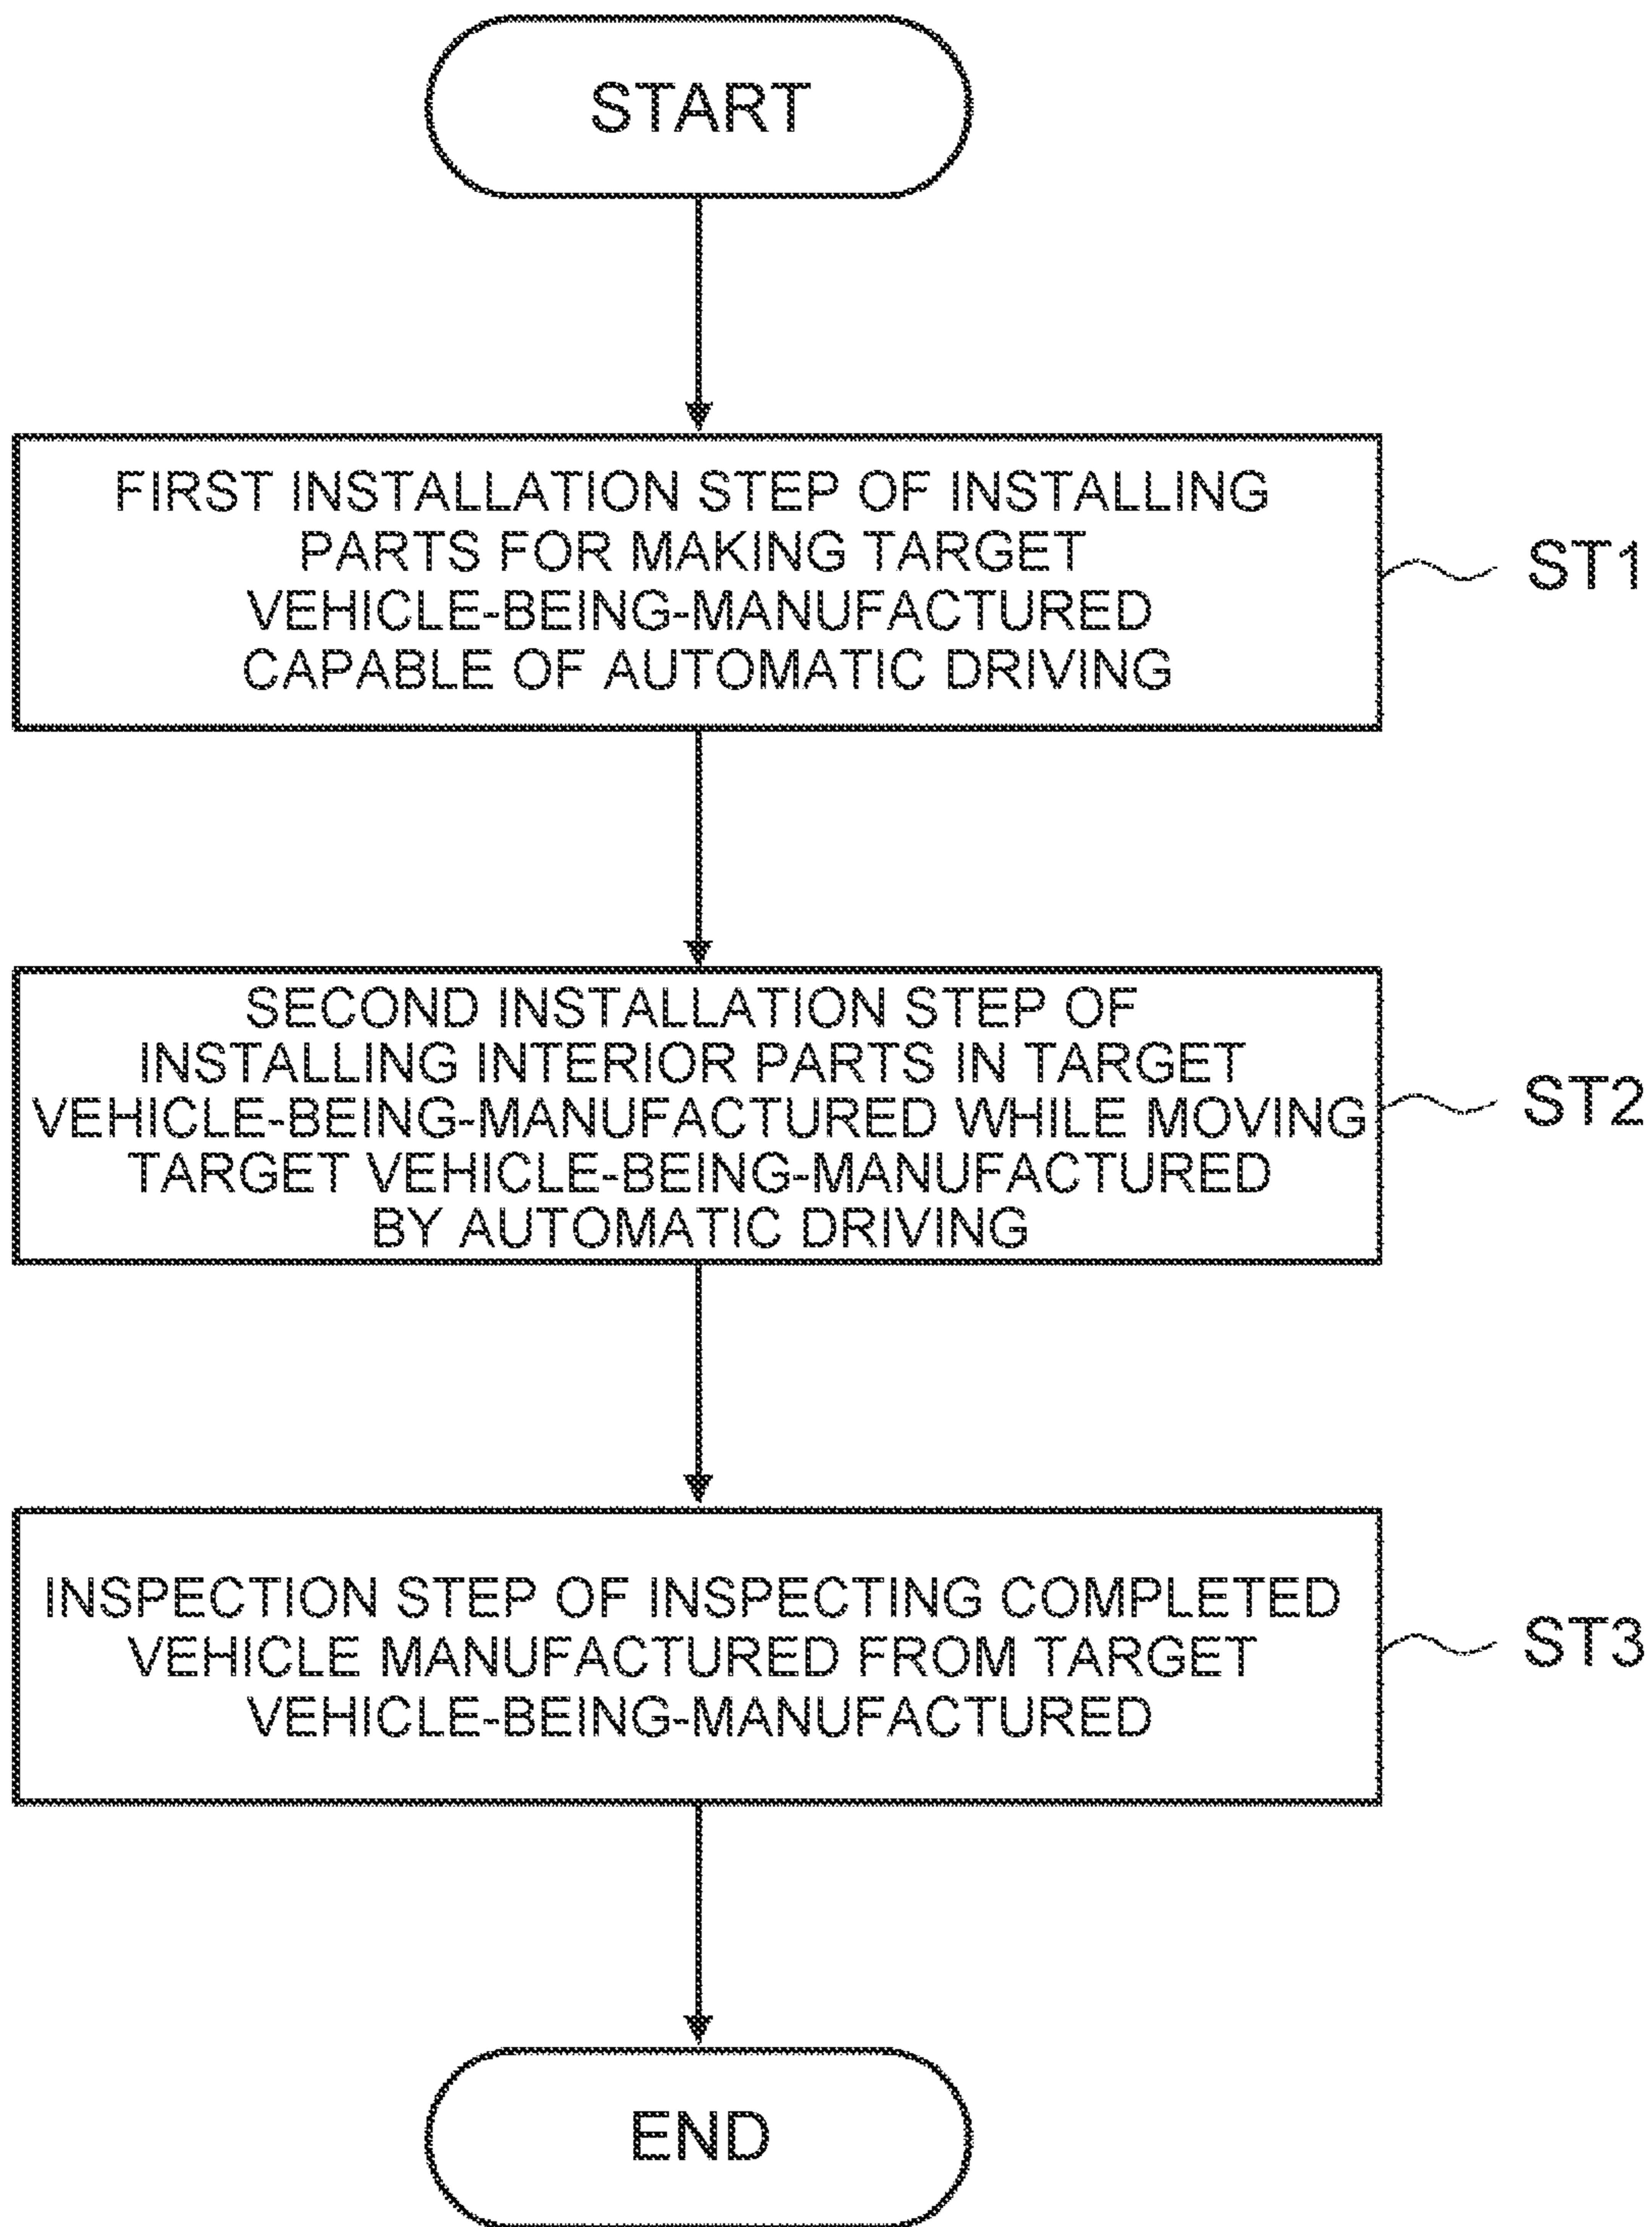 START
FIRST INSTALLATION STEP OF INSTALLING
PARTS FOR MAKING TARGET
VEHICLE-BEING-MANUFACTURED
CAPABLE OF AUTOMATIC DRIVING
ST1
SECOND INSTALLATION STEP OF
INSTALLING INTERIOR PARTS IN TARGET
VEHICLE-BEING-MANUFACTURED WHILE MOVING
TARGET VEHICLE-BEING-MANUFACTURED
BY AUTOMATIC DRIVING
ST2
INSPECTION STEP OF INSPECTING COMPLETED
VEHICLE MANUFACTURED FROM TARGET
VEHICLE-BEING-MANUFACTURED
ST3
END